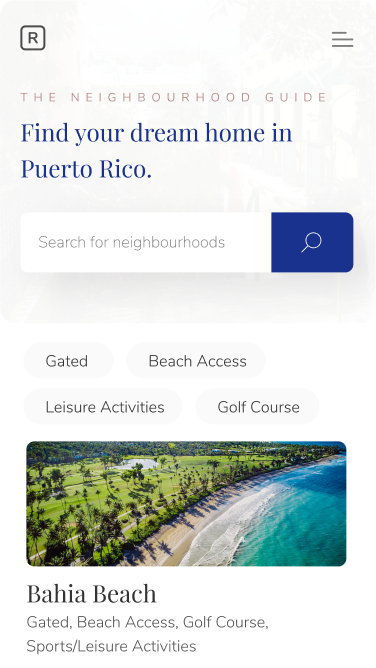 R
THE NEIGHBOURHOOD GUIDE
Find your dream home in
Puerto Rico.
Search for neighbourhoods
Gated
Beach Access
Leisure Activities
Golf Course
Bahia Beach
Gated, Beach Access, Golf Course,
Sports/Leisure Activities